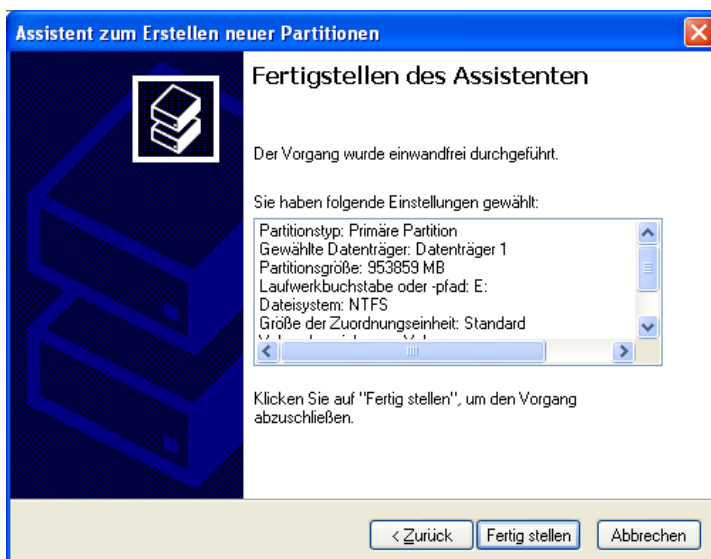 Assistent zum Erstellen neuer Partitionen
Fertigstellen des Assistenten
Der Vorgang wurde einwandfrei durchgeführt.
Sie haben folgende Einstellungen gewählt:
Partitionstyp: Primäre Partition
Gewählte Datenträger: Datenträger 1
Partitionsgröße: 953859 MB
Laufwerkbuchstabe oder -pfad: E:
Dateisystem: NTFS
Größe der Zuordnungseinheit: Standard
Klicken Sie auf "Fertig stellen", um den Vorgang
abzuschließen.
< Zurück Fertig stellen Abbrechen